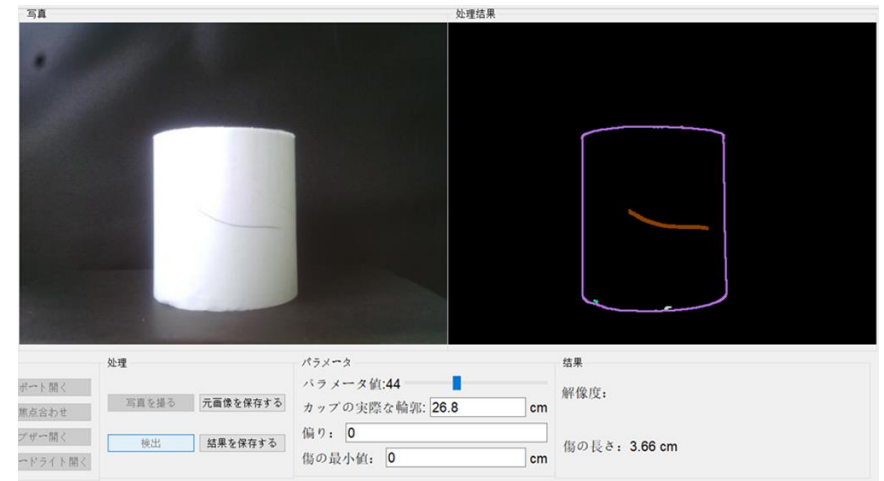 写真
处理结果
ポート開く
焦点合わせ
ブザー開く
ードライト開く
処理
写真を撮る
元画像を保存する
検出
結果を保存する
パラメータ
パラメータ値:44
カップの実際な輪郭: 26.8 cm
偏り: 0
傷の最小値: 0 cm
结果
解像度:
傷の長さ: 3.66 cm